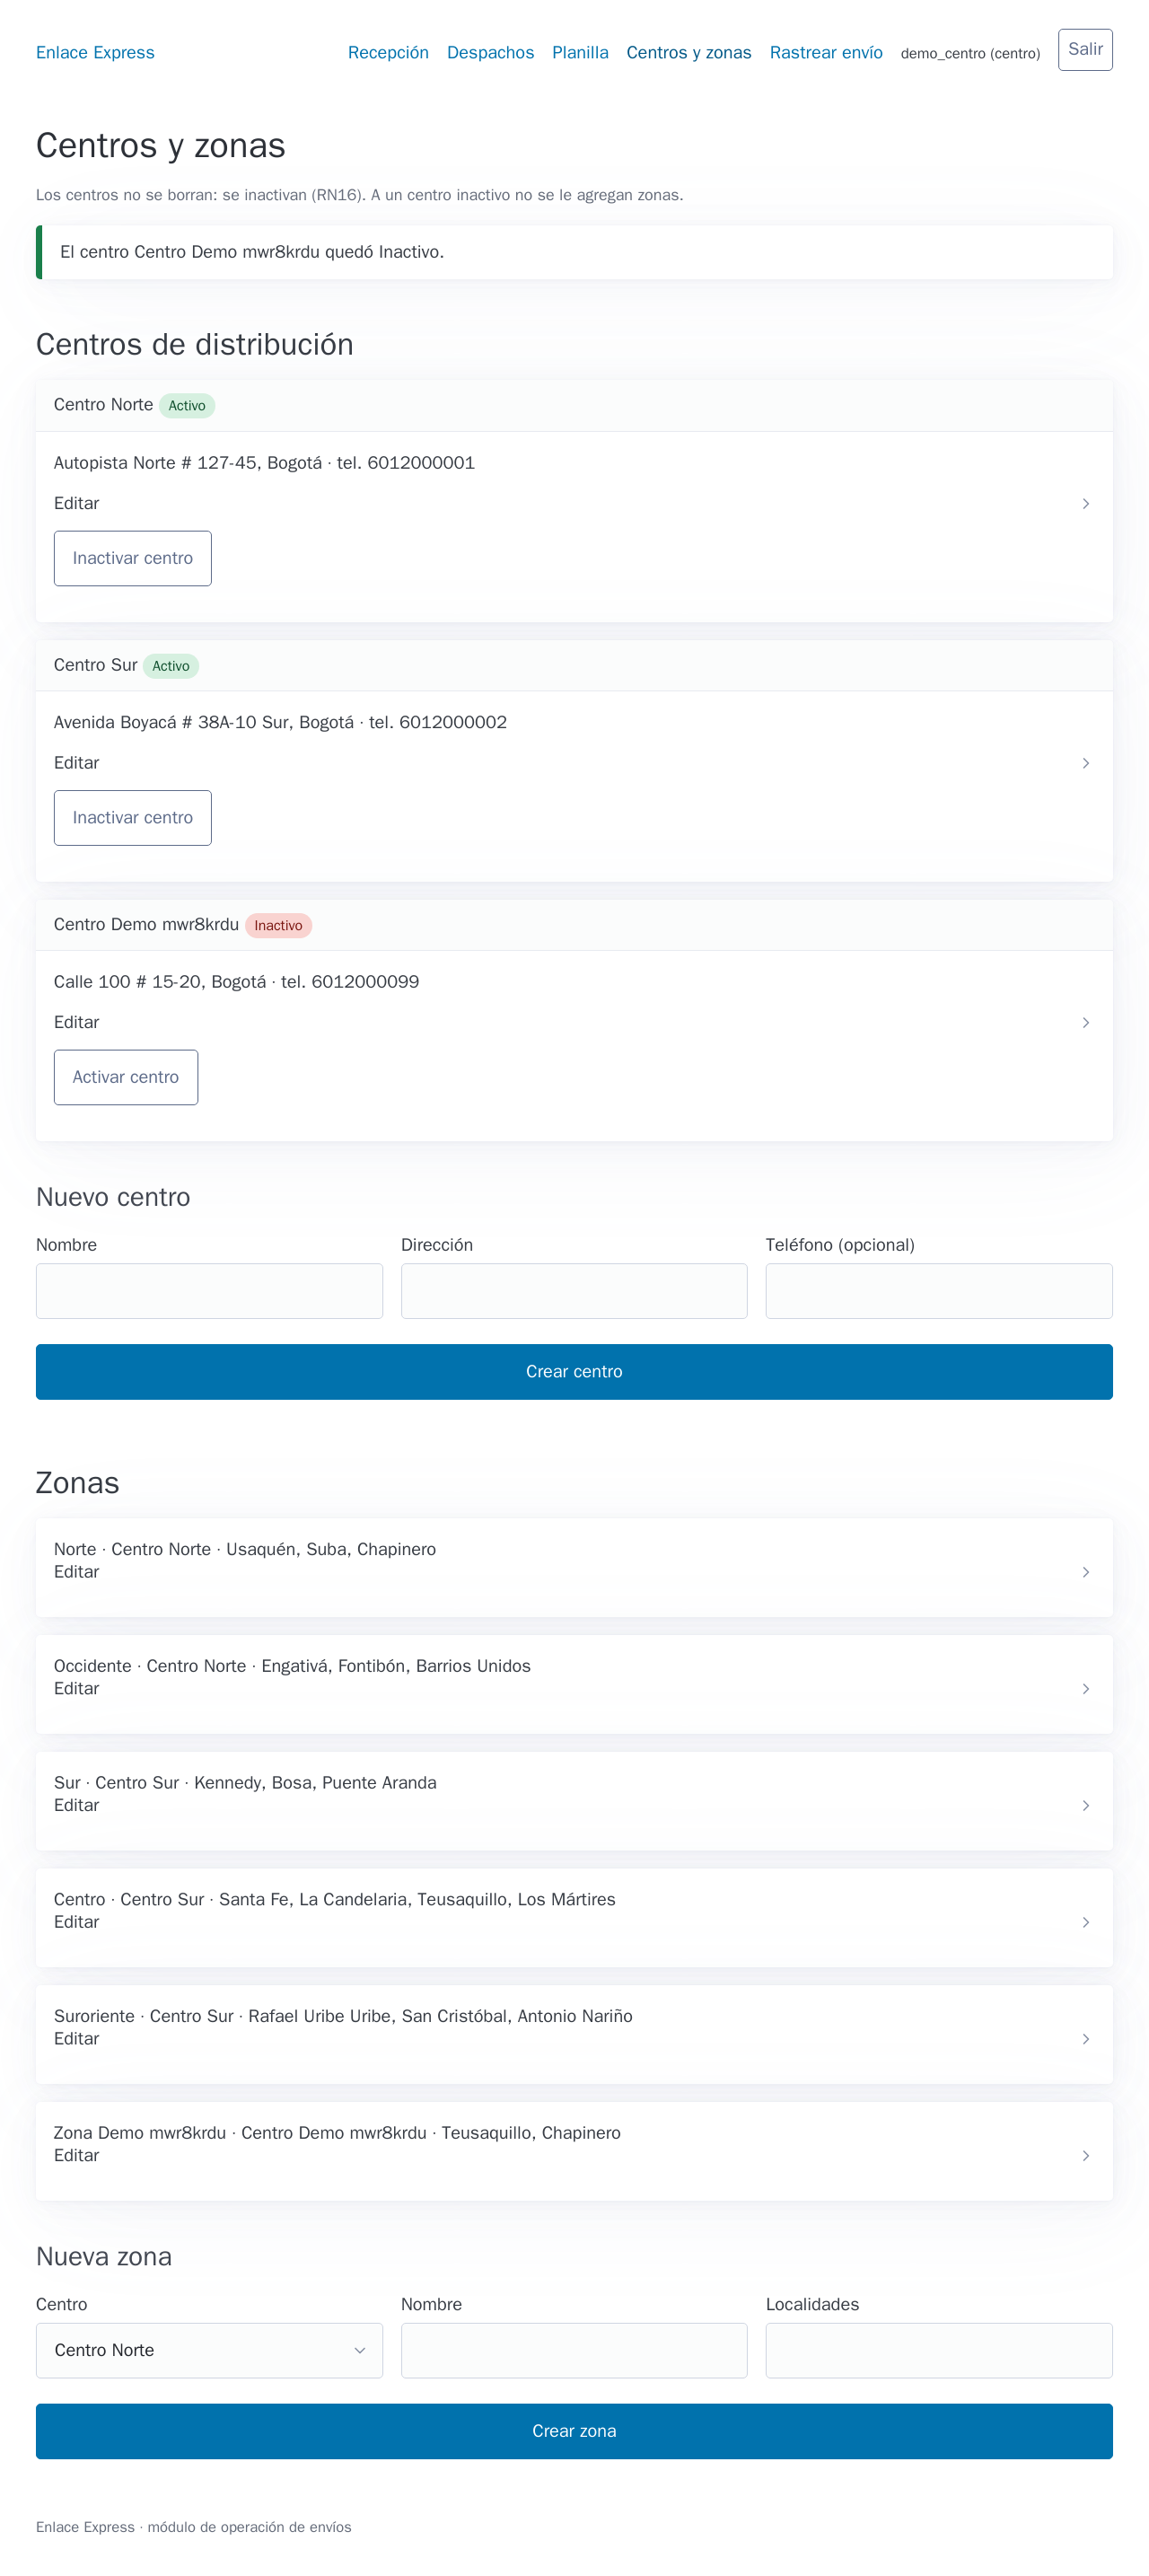 Enlace Express
Recepción
Despachos
Planilla
Centros y zonas
Rastrear envío
demo_centro (centro)
Salir
Centros y zonas
Los centros no se borran: se inactivan (RN16). A un centro inactivo no se le agregan zonas.
El centro Centro Demo mwr8krdu quedó Inactivo.
Centros de distribución
Centro Norte Activo
Autopista Norte # 127-45, Bogotá · tel. 6012000001
Editar
Inactivar centro
Centro Sur Activo
Avenida Boyacá # 38A-10 Sur, Bogotá · tel. 6012000002
Editar
Inactivar centro
Centro Demo mwr8krdu Inactivo
Calle 100 # 15-20, Bogotá · tel. 6012000099
Editar
Activar centro
Nuevo centro
Nombre
Dirección
Teléfono (opcional)
Crear centro
Zonas
Norte · Centro Norte · Usaquén, Suba, Chapinero
Editar
Occidente · Centro Norte · Engativá, Fontibón, Barrios Unidos
Editar
Sur · Centro Sur · Kennedy, Bosa, Puente Aranda
Editar
Centro · Centro Sur · Santa Fe, La Candelaria, Teusaquillo, Los Mártires
Editar
Suroriente · Centro Sur · Rafael Uribe Uribe, San Cristóbal, Antonio Nariño
Editar
Zona Demo mwr8krdu · Centro Demo mwr8krdu · Teusaquillo, Chapinero
Editar
Nueva zona
Centro
Nombre
Localidades
Centro Norte
Crear zona
Enlace Express · módulo de operación de envíos